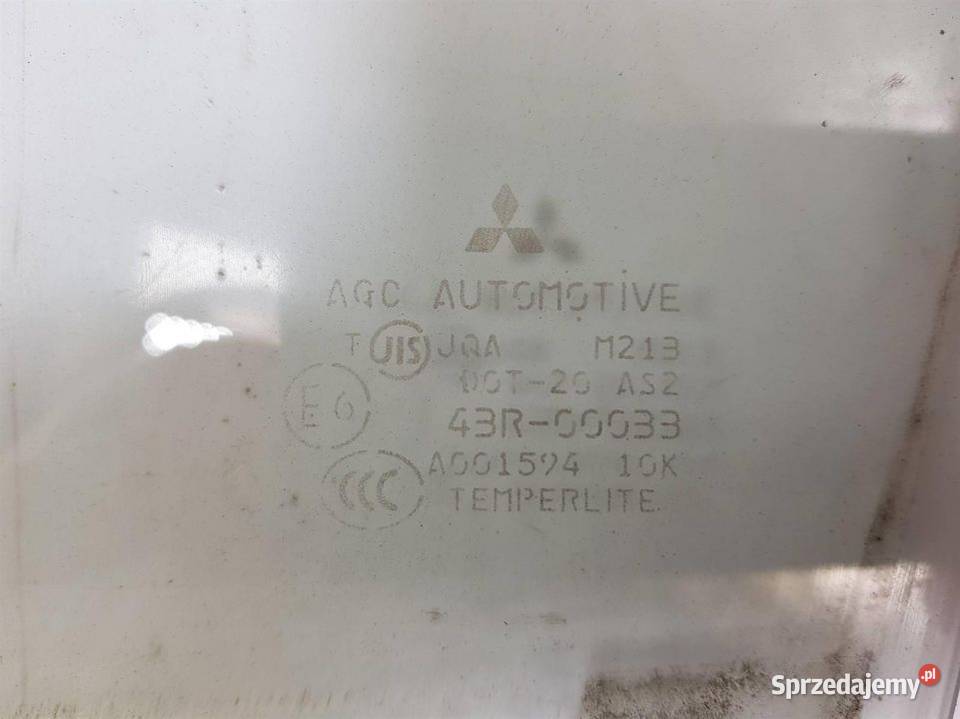 AGC AUTOMOTIVE
T JIS JQA M213
DOT-20 AS2
E6 43R-00033
CCC A001594 10K
TEMPERLITE
Sprzedajemy.pl